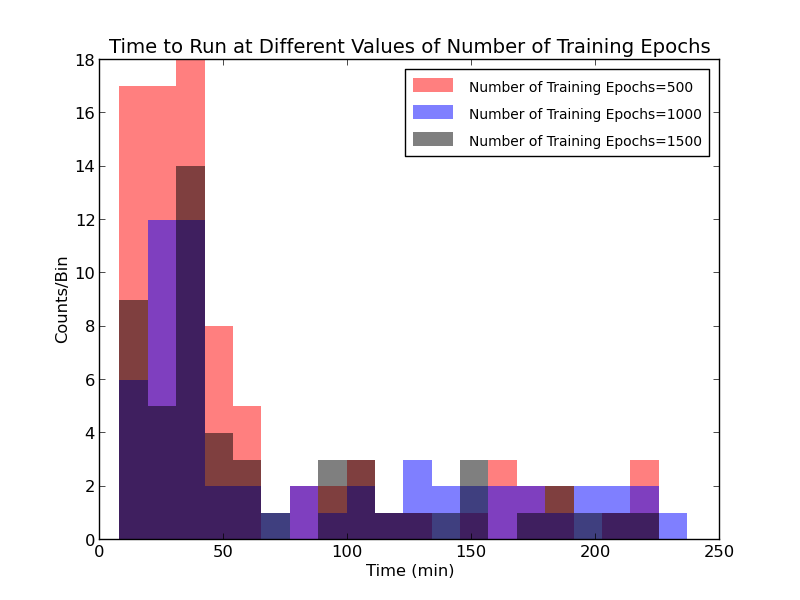 Time to Run at Different Values of Number of Training Epochs
18
16
14
12
10
8
6
4
2
0
Counts/Bin
Number of Training Epochs=500
Number of Training Epochs=1000
Number of Training Epochs=1500
0 50 100 150 200 250
Time (min)